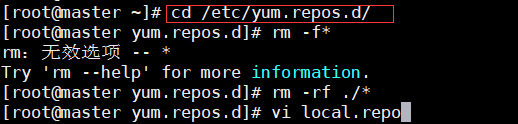 [root@master ~]# cd /etc/yum.repos.d/
[root@master yum.repos.d]# rm -f*
rm：无效选项 -- *
Try 'rm --help' for more information.
[root@master yum.repos.d]# rm -rf ./*
[root@master yum.repos.d]# vi local.repo